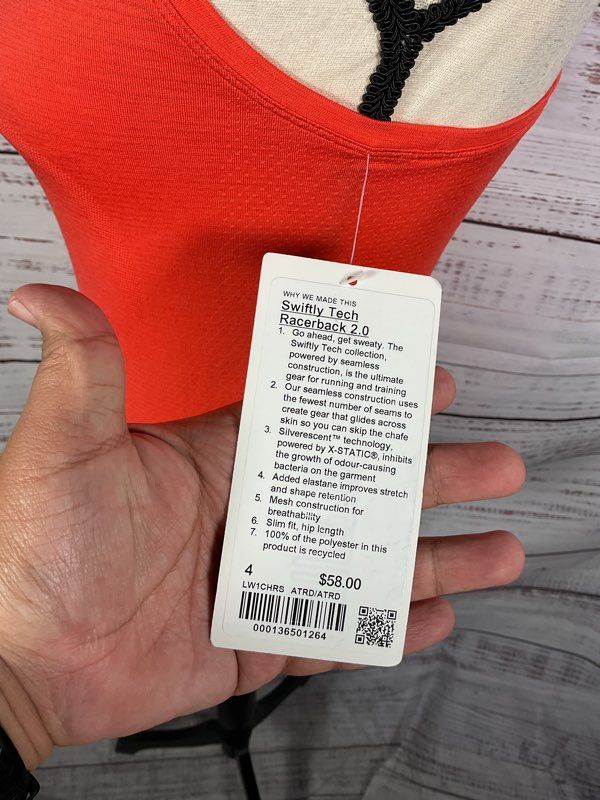 WHY WE MADE THIS
Swiftly Tech
Racerback 2.0
1. Go ahead, get sweaty. The
Swiftly Tech collection,
powered by seamless
construction, is the ultimate
gear for running and training
2. Our seamless construction uses
the fewest number of seams to
create gear that glides across
skin so you can skip the chafe
3. Silverescent™ technology,
powered by X-STATIC®, inhibits
the growth of odour-causing
bacteria on the garment
4. Added elastane improves stretch
and shape retention
5. Mesh construction for
breathability
6. Slim fit, hip length
7. 100% of the polyester in this
product is recycled
4 $58.00
LW1CHRS ATRD/ATRD
000136501264